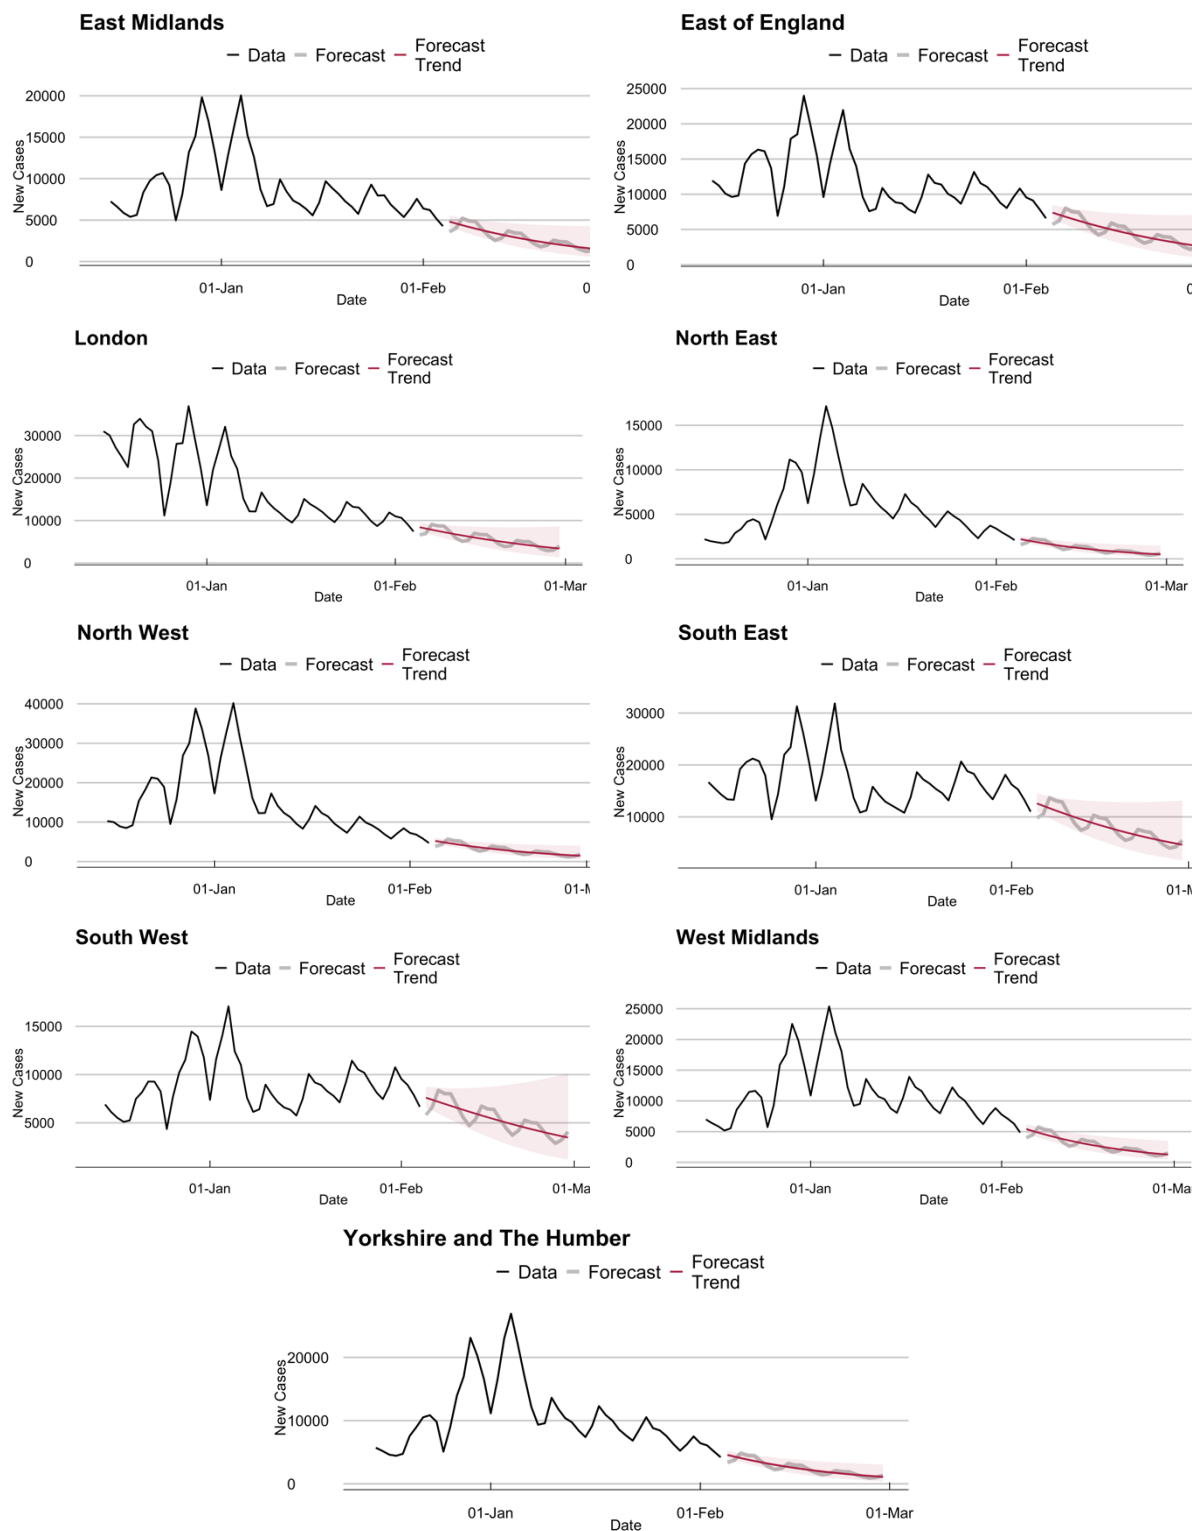 East Midlands
Data Forecast Forecast Trend
New Cases
20000
15000
10000
5000
0
01-Jan 01-Feb 0
Date
East of England
Data Forecast Forecast Trend
New Cases
25000
20000
15000
10000
5000
0
01-Jan 01-Feb 0
Date
London
Data Forecast Forecast Trend
New Cases
30000
20000
10000
0
01-Jan 01-Feb 01-Mar
Date
North East
Data Forecast Forecast Trend
New Cases
15000
10000
5000
0
01-Jan 01-Feb 01-Mar
Date
North West
Data Forecast Forecast Trend
New Cases
40000
30000
20000
10000
0
01-Jan 01-Feb 01-M
Date
South East
Data Forecast Forecast Trend
New Cases
30000
20000
10000
01-Jan 01-Feb 01-M
Date
South West
Data Forecast Forecast Trend
New Cases
15000
10000
5000
01-Jan 01-Feb 01-Ma
Date
West Midlands
Data Forecast Forecast Trend
New Cases
25000
20000
15000
10000
5000
0
01-Jan 01-Feb 01-Mar
Date
Yorkshire and The Humber
Data Forecast Forecast Trend
New Cases
20000
10000
0
01-Jan 01-Feb 01-Mar
Date